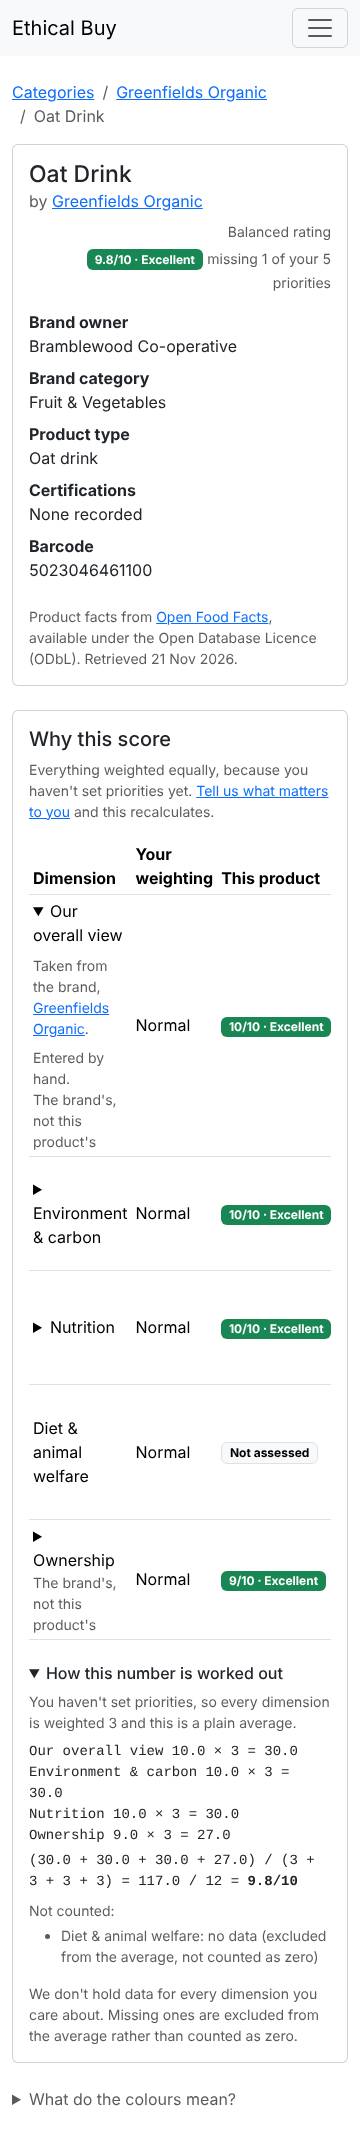 Ethical Buy
Categories / Greenfields Organic
/ Oat Drink
Oat Drink
by Greenfields Organic
Balanced rating
9.8/10 · Excellent missing 1 of your 5
priorities
Brand owner
Bramblewood Co-operative
Brand category
Fruit & Vegetables
Product type
Oat drink
Certifications
None recorded
Barcode
5023046461100
Product facts from Open Food Facts,
available under the Open Database Licence
(ODbL). Retrieved 21 Nov 2026.
Why this score
Everything weighted equally, because you
haven't set priorities yet. Tell us what matters
to you and this recalculates.
Dimension Your weighting This product
Our
overall view
Taken from
the brand,
Greenfields
Organic.
Entered by
hand.
The brand's,
not this
product's
Normal 10/10 · Excellent
Environment
& carbon
Normal 10/10 · Excellent
Nutrition Normal 10/10 · Excellent
Diet &
animal
welfare
Normal Not assessed
Ownership
The brand's,
not this
product's
Normal 9/10 · Excellent
How this number is worked out
You haven't set priorities, so every dimension
is weighted 3 and this is a plain average.
Our overall view 10.0 × 3 = 30.0
Environment & carbon 10.0 × 3 =
30.0
Nutrition 10.0 × 3 = 30.0
Ownership 9.0 × 3 = 27.0
(30.0 + 30.0 + 30.0 + 27.0) / (3 +
3 + 3 + 3) = 117.0 / 12 = 9.8/10
Not counted:
• Diet & animal welfare: no data (excluded
from the average, not counted as zero)
We don't hold data for every dimension you
care about. Missing ones are excluded from
the average rather than counted as zero.
What do the colours mean?